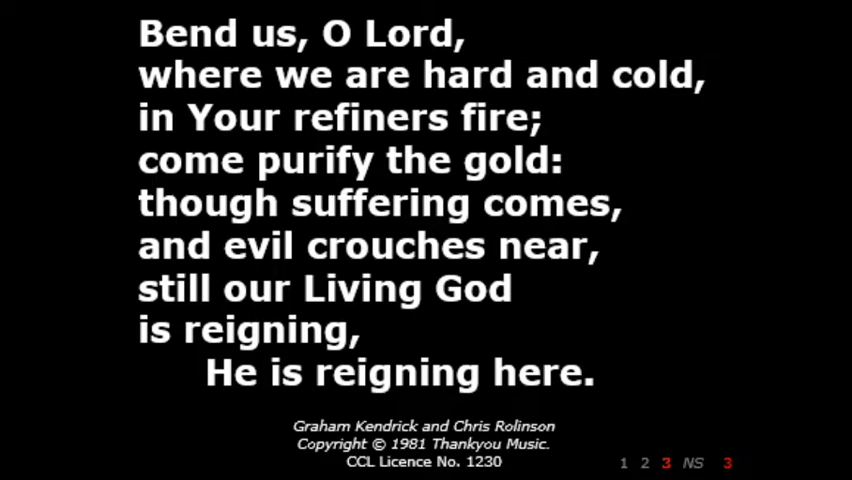 Bend us, O Lord,
where we are hard and cold,
in Your refiners fire;
come purify the gold:
though suffering comes,
and evil crouches near,
still our Living God
is reigning,
He is reigning here.
Graham Kendrick and Chris Rolinson
Copyright © 1981 Thankyou Music.
CCL Licence No. 1230
1 2 3 NS 3